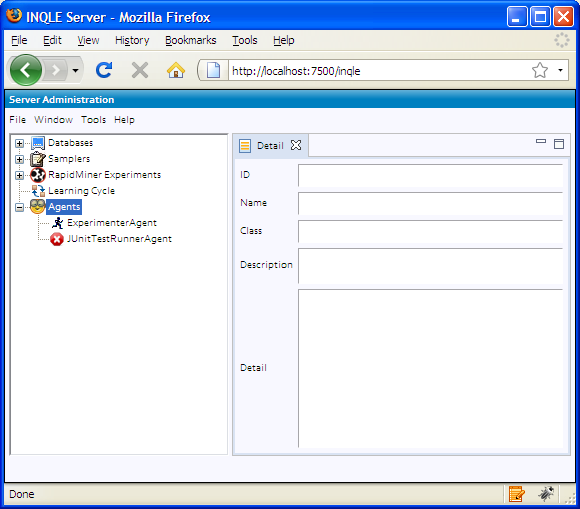 INQLE Server - Mozilla Firefox
File Edit View History Bookmarks Tools Help
http://localhost:7500/inqle
Server Administration
File Window Tools Help
Databases
Samplers
RapidMiner Experiments
Learning Cycle
Agents
ExperimenterAgent
JUnitTestRunnerAgent
Detail
ID
Name
Class
Description
Detail
Done